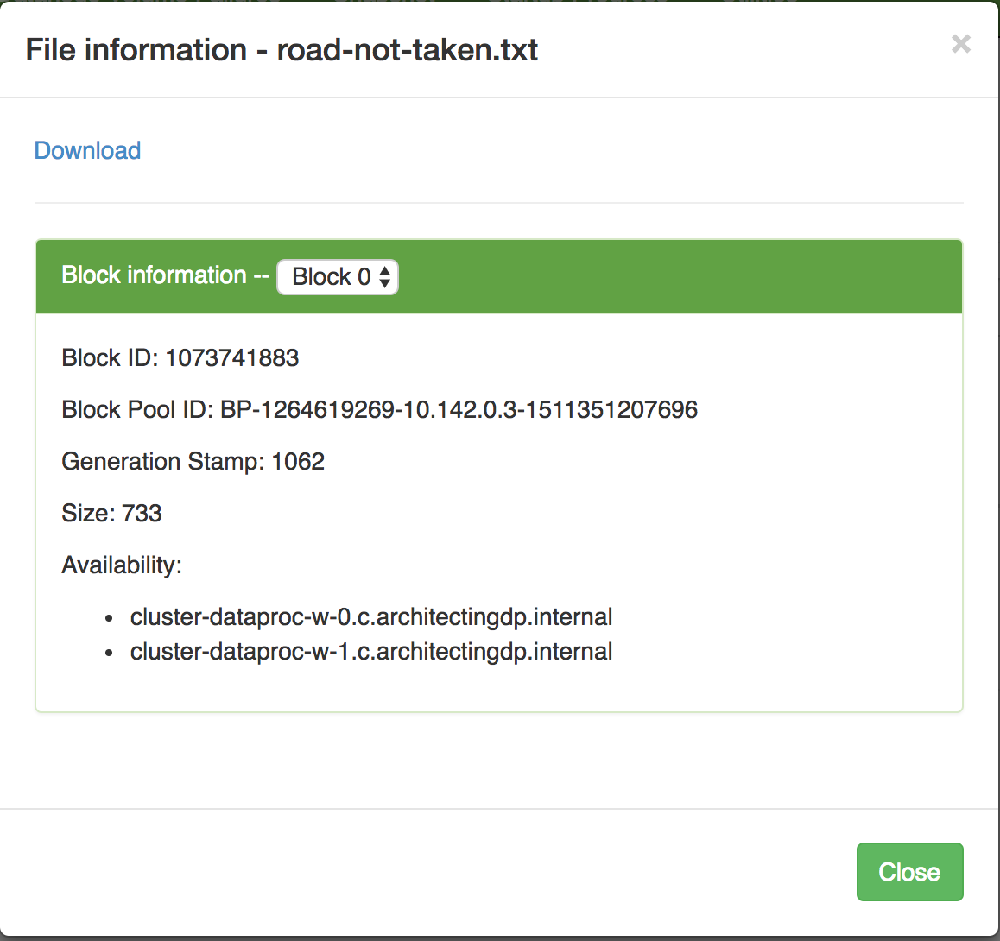 File information - road-not-taken.txt
×
Download
Block information -- Block 0
Block ID: 1073741883
Block Pool ID: BP-1264619269-10.142.0.3-1511351207696
Generation Stamp: 1062
Size: 733
Availability:
• cluster-dataproc-w-0.c.architectingdp.internal
• cluster-dataproc-w-1.c.architectingdp.internal
Close